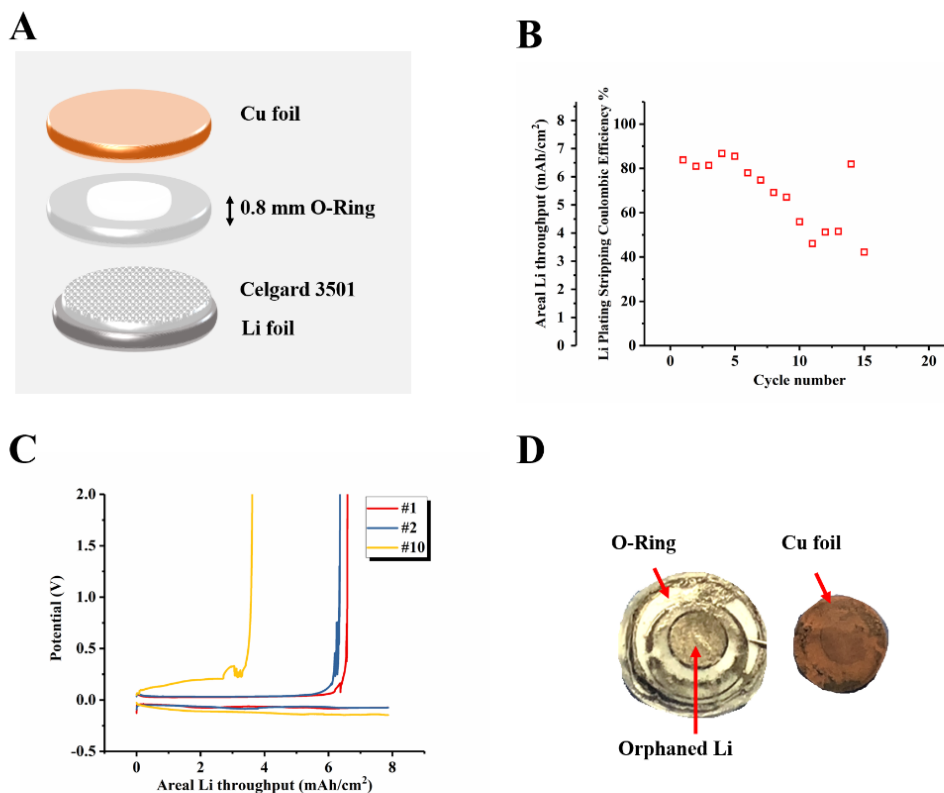 A
Cu foil
0.8 mm O-Ring
Celgard 3501
Li foil
B
Areal Li throughput (mAh/cm²)
8
7
6
5
4
3
2
1
0
Li Plating Stripping Coulombic Efficiency %
100
80
60
40
20
0
0
5
10
15
20
Cycle number
C
Potential (V)
2.0
1.5
1.0
0.5
0.0
-0.5
#1
#2
#10
0
2
4
6
8
Areal Li throughput (mAh/cm²)
D
O-Ring
Cu foil
Orphaned Li